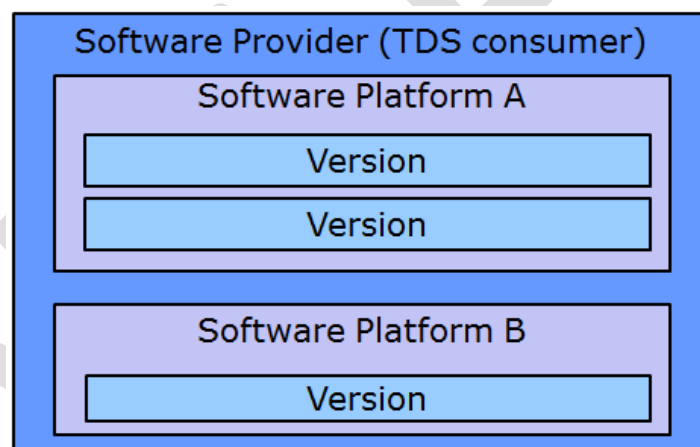 Software Provider (TDS consumer)
Software Platform A
Version
Version
Software Platform B
Version